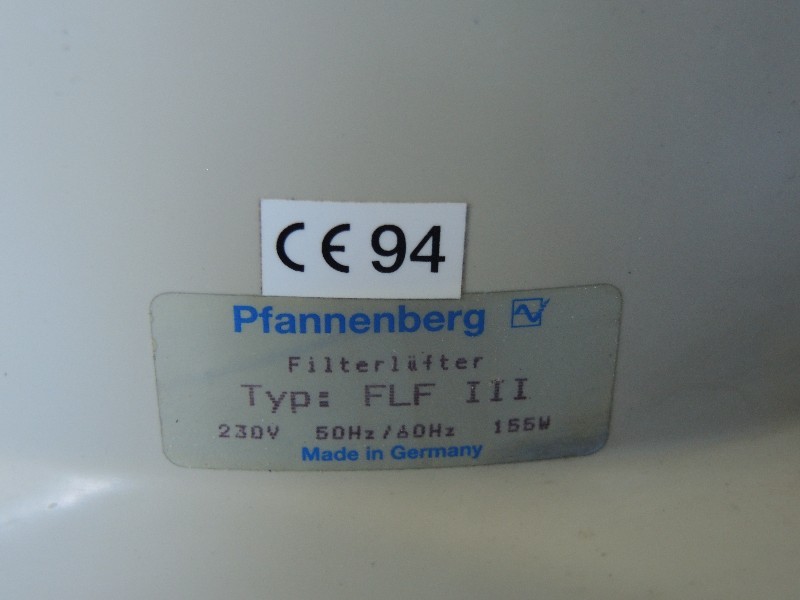 CE 94
Pfannenberg
Filterlüfter
Typ: FLF III
230V 50Hz/60Hz 155W
Made in Germany